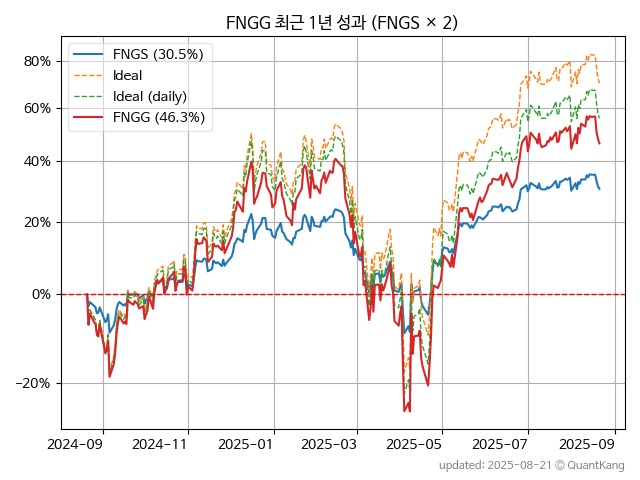 FNGG 최근 1년 성과 (FNGS × 2)
FNGS (30.5%)
Ideal
Ideal (daily)
FNGG (46.3%)
80%
60%
40%
20%
0%
−20%
2024-09
2024-11
2025-01
2025-03
2025-05
2025-07
2025-09
updated: 2025-08-21 © QuantKang